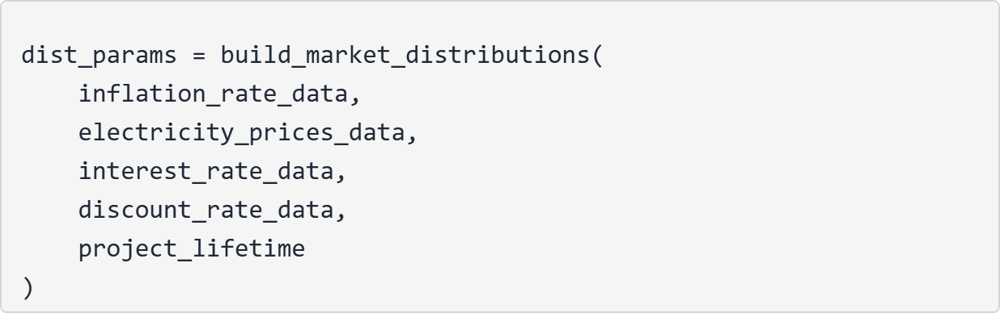 dist_params = build_market_distributions(
    inflation_rate_data,
    electricity_prices_data,
    interest_rate_data,
    discount_rate_data,
    project_lifetime
)